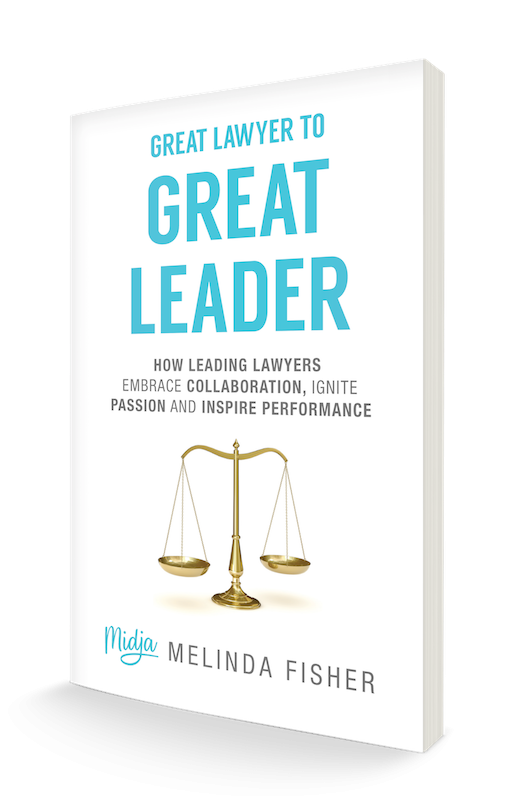 GREAT LAWYER TO
GREAT
LEADER
HOW LEADING LAWYERS
EMBRACE COLLABORATION, IGNITE
PASSION AND INSPIRE PERFORMANCE
Midja MELINDA FISHER